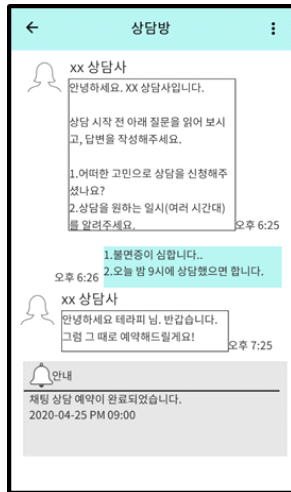 상담방
xx 상담사
안녕하세요. XX 상담사입니다.
상담 시작 전 아래 질문을 읽어 보시
고, 답변을 작성해주세요.
1.어떠한 고민으로 상담을 신청해주
셨나요?
2.상담을 원하는 일시(여러 시간대)
를 알려주세요.
오후 6:25
1.불면증이 심합니다..
2.오늘 밤 9시에 상담했으면 합니다.
오후 6:26
xx 상담사
안녕하세요 테라피 님. 반갑습니다.
그럼 그 때로 예약해드릴게요!
오후 7:25
안내
채팅 상담 예약이 완료되었습니다.
2020-04-25 PM 09:00